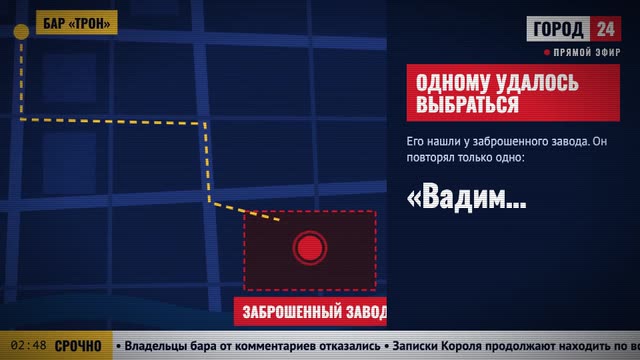 БАР «ТРОН»
ГОРОД 24
ПРЯМОЙ ЭФИР
ОДНОМУ УДАЛОСЬ
ВЫБРАТЬСЯ
Его нашли у заброшенного завода. Он
повторял только одно:
«Вадим...
ЗАБРОШЕННЫЙ ЗАВОД
02:48 СРОЧНО • Владельцы бара от комментариев отказались • Записки Короля продолжают находить по